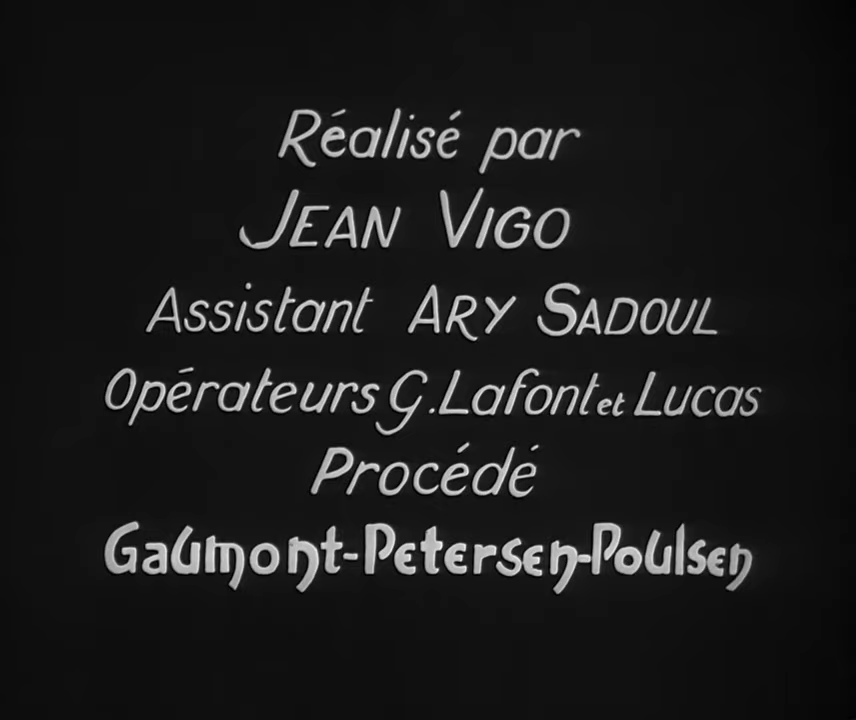 Réalisé par
JEAN VIGO
Assistant ARY SADOUL
Opérateurs G. Lafont et Lucas
Procédé
Gaumont-Petersen-Poulsen